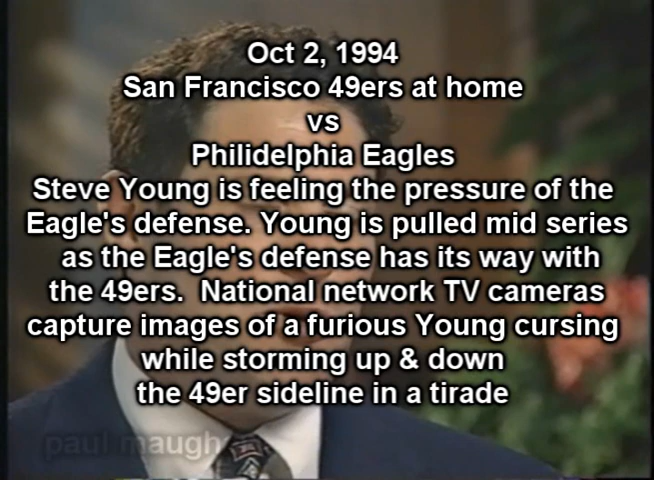 Oct 2, 1994
San Francisco 49ers at home
vs
Philidelphia Eagles
Steve Young is feeling the pressure of the
Eagle's defense. Young is pulled mid series
as the Eagle's defense has its way with
the 49ers. National network TV cameras
capture images of a furious Young cursing
while storming up & down
the 49er sideline in a tirade
paul maugh